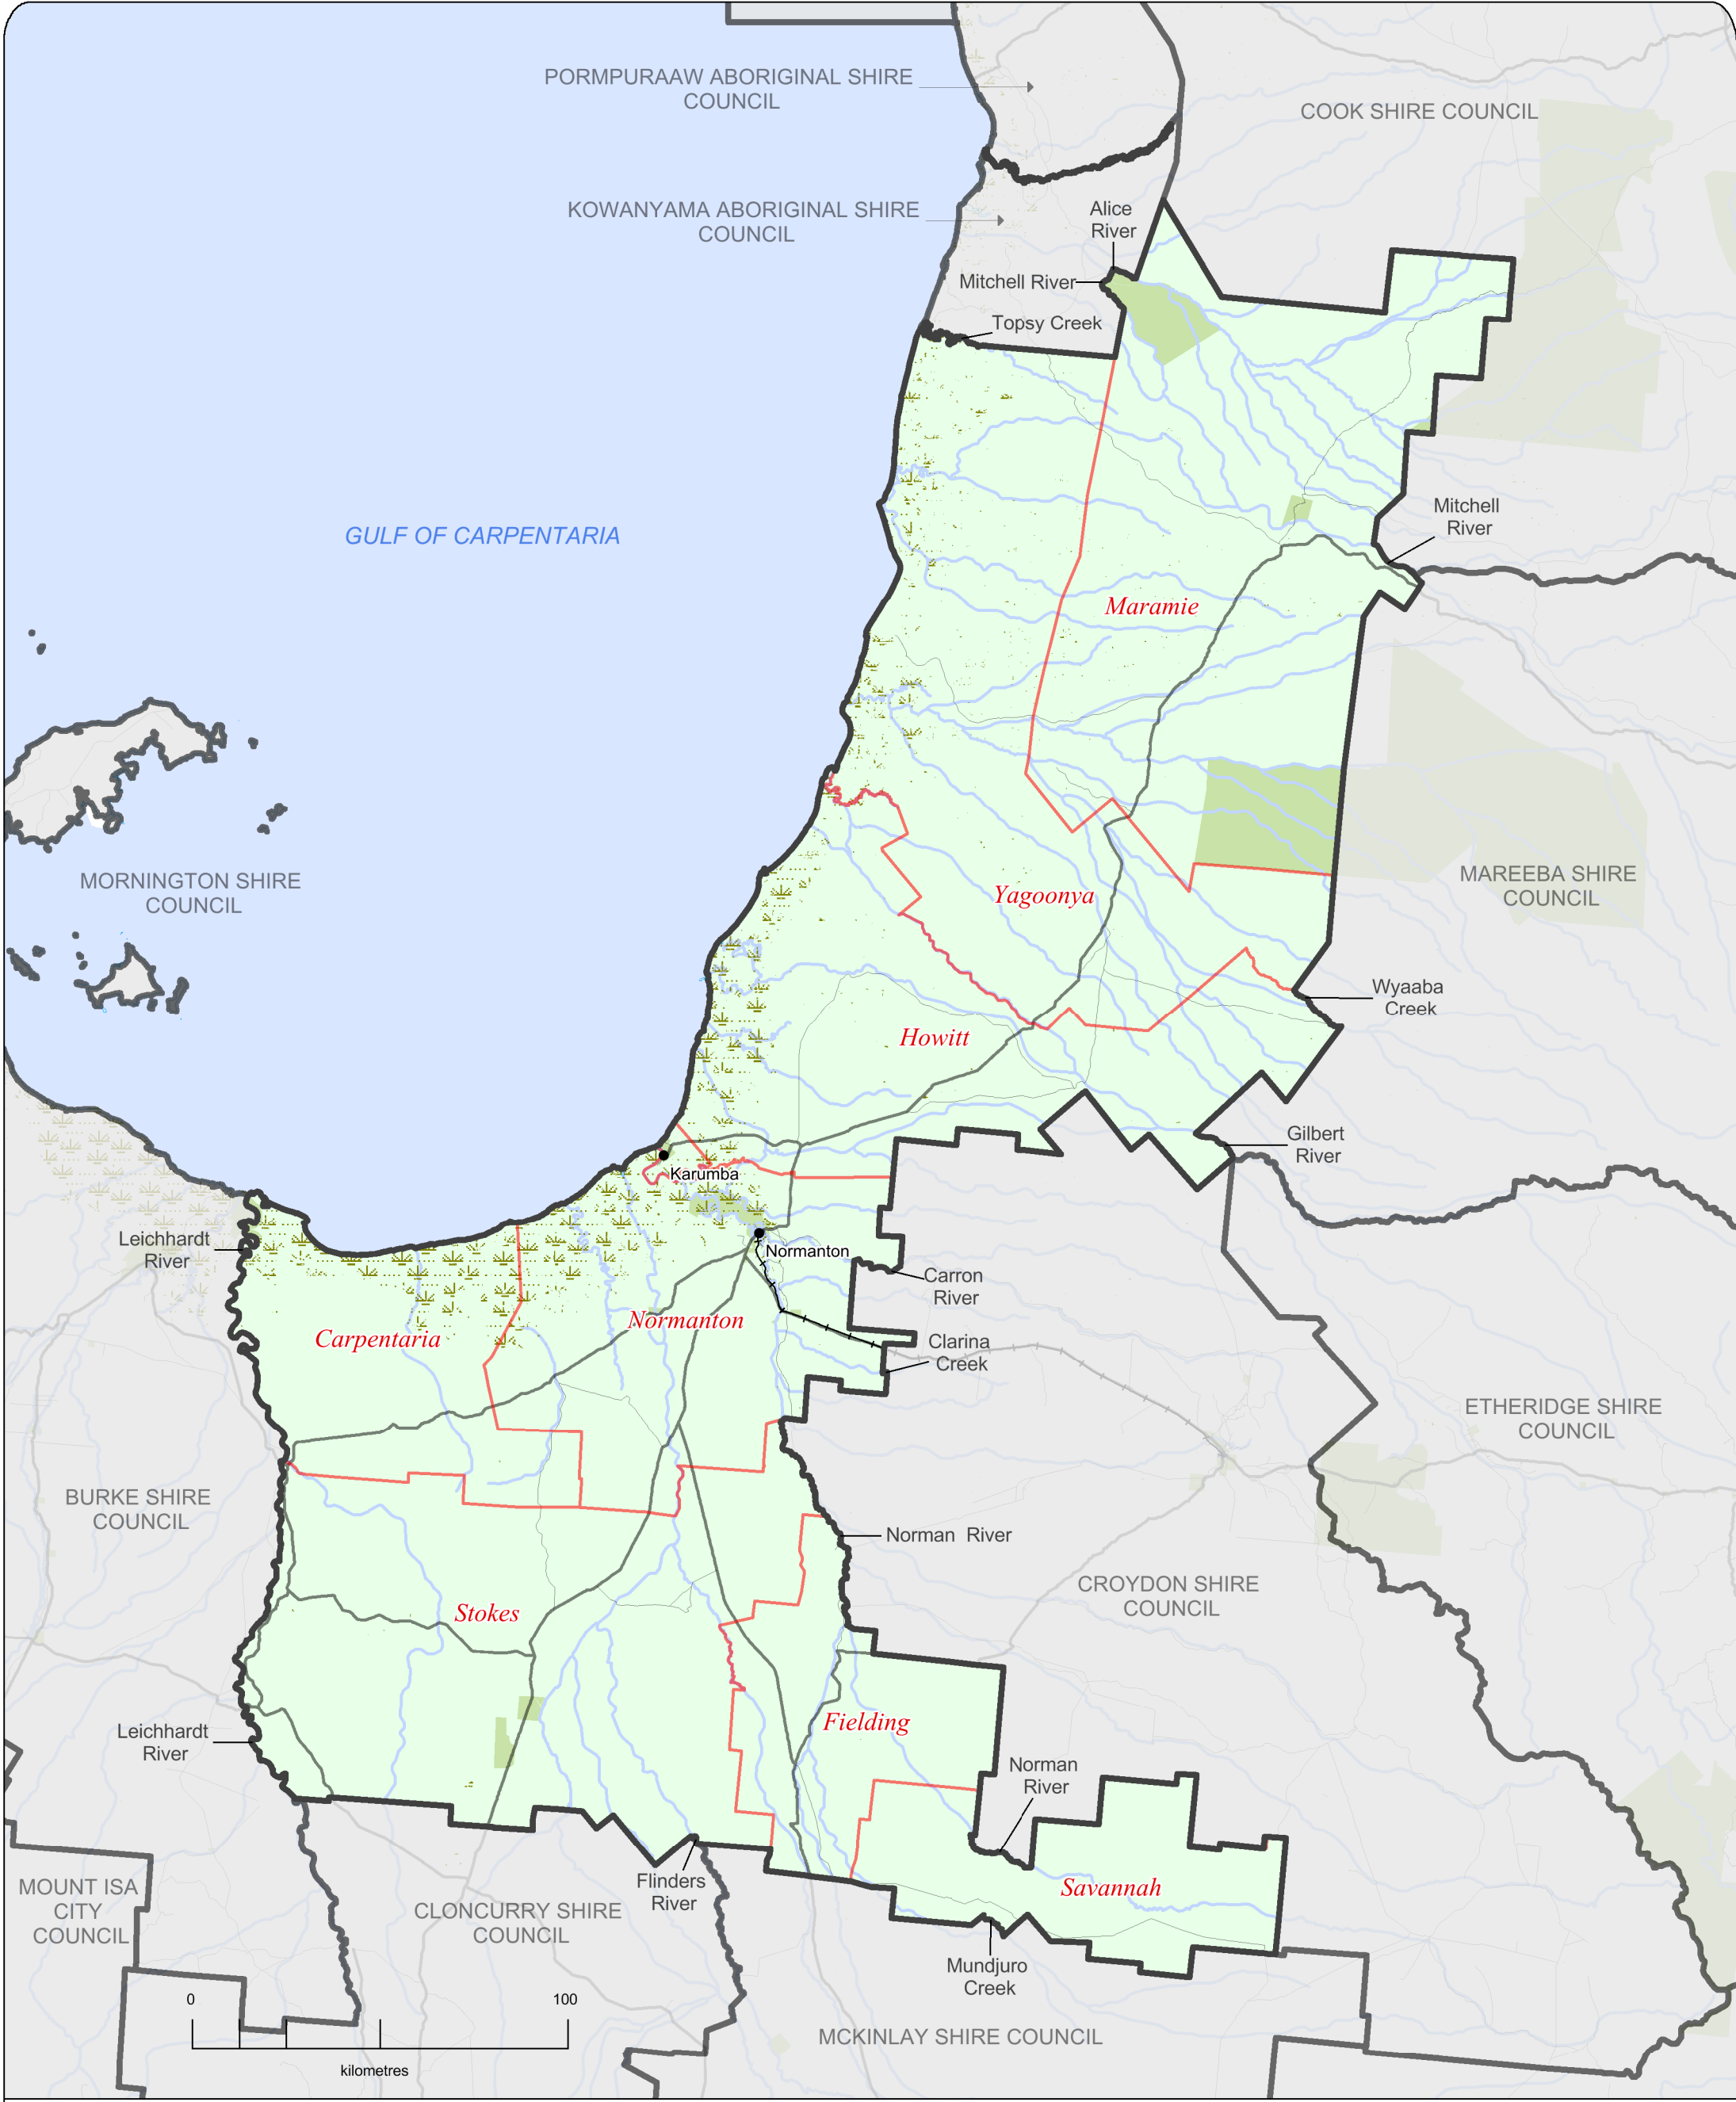 PORMPURAAW ABORIGINAL SHIRE
COUNCIL
COOK SHIRE COUNCIL
KOWANYAMA ABORIGINAL SHIRE
COUNCIL
Alice
River
Mitchell River
Topsy Creek
Mitchell
River
GULF OF CARPENTARIA
Maramie
MORNINGTON SHIRE
COUNCIL
Yagoonya
MAREEBA SHIRE
COUNCIL
Wyaaba
Creek
Howitt
Gilbert
River
Karumba
Leichhardt
River
Normanton
Carron
River
Carpentaria
Normanton
Clarina
Creek
ETHERIDGE SHIRE
COUNCIL
BURKE SHIRE
COUNCIL
Norman River
CROYDON SHIRE
COUNCIL
Stokes
Leichhardt
River
Fielding
Norman
River
Flinders
River
Savannah
MOUNT ISA
CITY
COUNCIL
CLONCURRY SHIRE
COUNCIL
Mundjuro
Creek
0 100
kilometres
MCKINLAY SHIRE COUNCIL